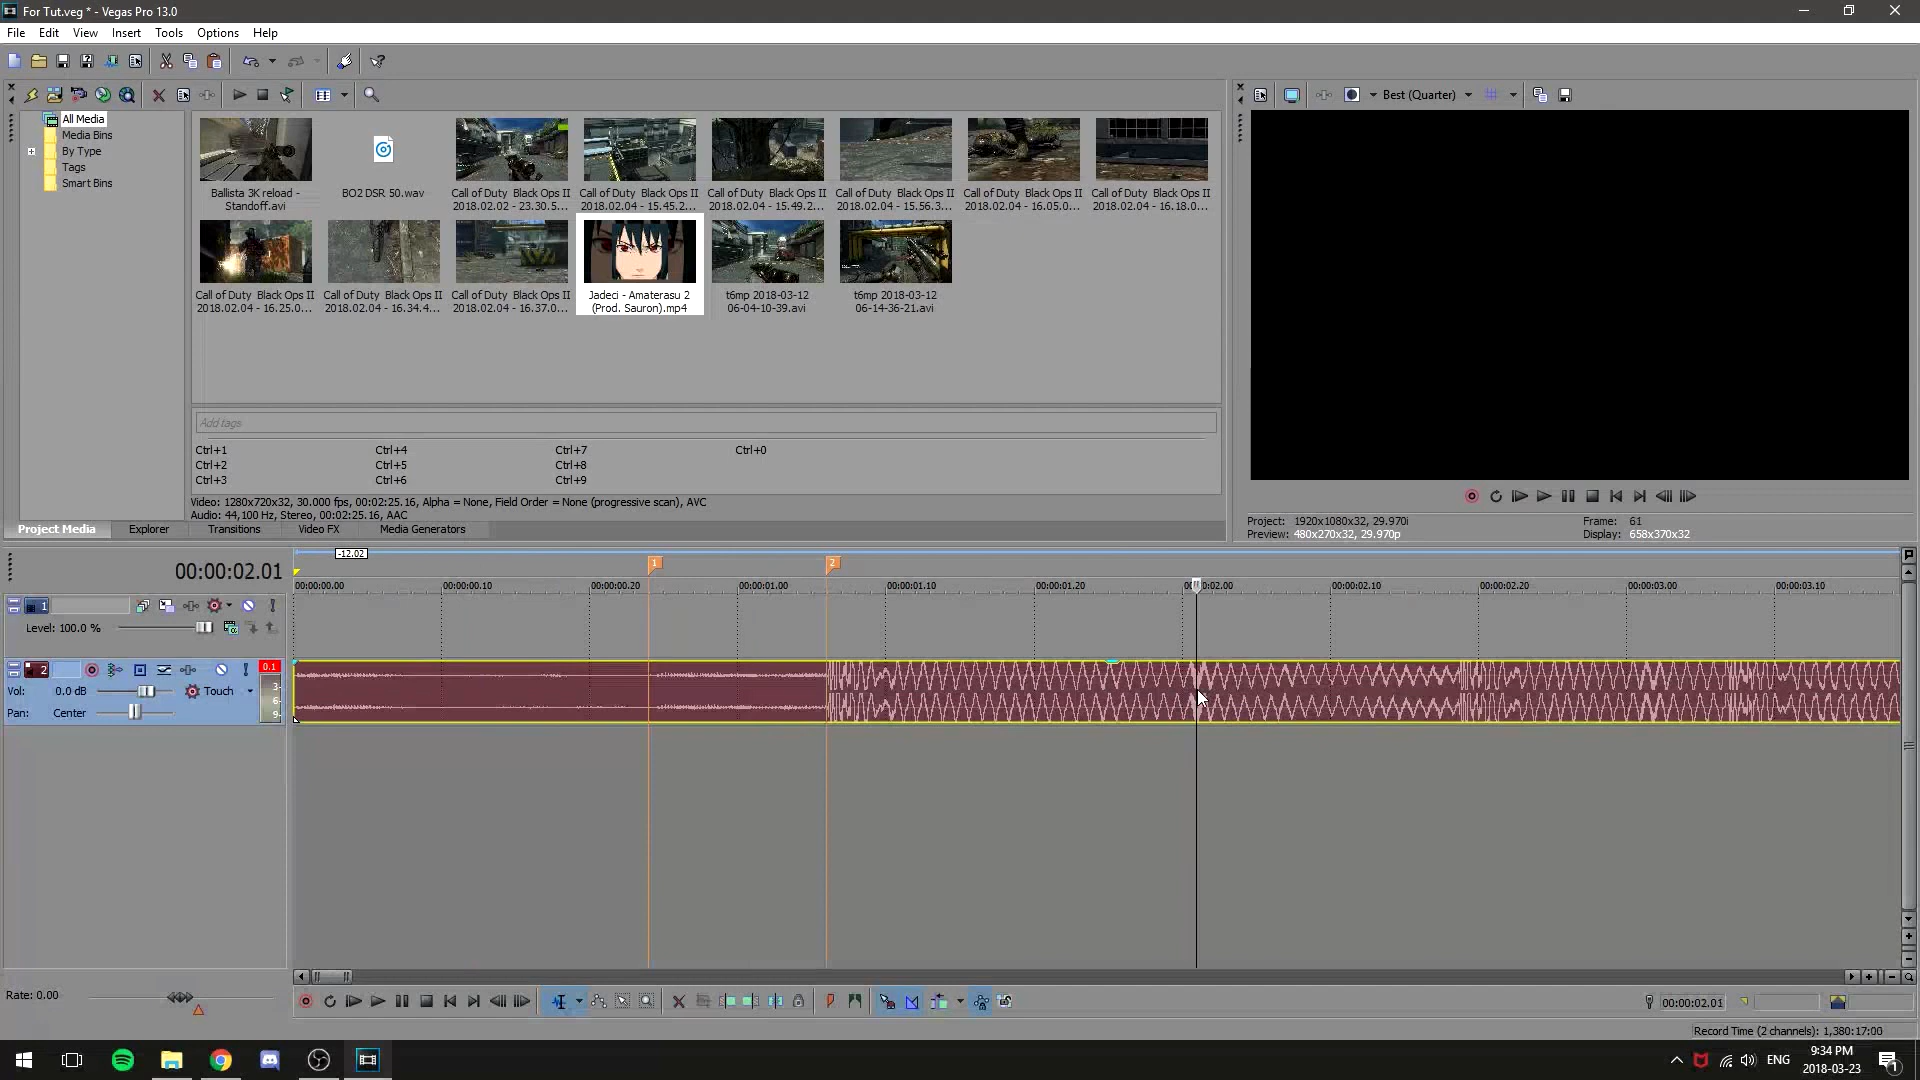 For Tut.veg * - Vegas Pro 13.0
File Edit View Insert Tools Options Help
All Media
Media Bins
By Type
Tags
Smart Bins
Ballista 3K reload - Standoff.avi
BO2 DSR 50.wav
Call of Duty Black Ops II 2018.02.02 - 23.30.5...
Call of Duty Black Ops II 2018.02.04 - 15.45.2...
Call of Duty Black Ops II 2018.02.04 - 15.49.2...
Call of Duty Black Ops II 2018.02.04 - 15.56.3...
Call of Duty Black Ops II 2018.02.04 - 16.05.0...
Call of Duty Black Ops II 2018.02.04 - 16.18.0...
Call of Duty Black Ops II 2018.02.04 - 16.25.0...
Call of Duty Black Ops II 2018.02.04 - 16.34.4...
Call of Duty Black Ops II 2018.02.04 - 16.37.0...
Jadeci - Amaterasu 2 (Prod. Sauron).mp4
t6mp 2018-03-12 06-04-10-39.avi
t6mp 2018-03-12 06-14-36-21.avi
Add tags
Ctrl+1 Ctrl+4 Ctrl+7 Ctrl+0
Ctrl+2 Ctrl+5 Ctrl+8
Ctrl+3 Ctrl+6 Ctrl+9
Video: 1280x720x32, 30.000 fps, 00:02:25.16, Alpha = None, Field Order = None (progressive scan), AVC
Audio: 44,100 Hz, Stereo, 00:02:25.16, AAC
Project Media Explorer Transitions Video FX Media Generators
Best (Quarter)
Project: 1920x1080x32, 29.970i Frame: 61
Preview: 480x270x32, 29.970p Display: 658x370x32
-12.02
1 2
00:00:02.01
00:00:00.00 00:00:00.10 00:00:00.20 00:00:01.00 00:00:01.10 00:00:01.20 00:00:02.10 00:00:02.20 00:00:03.00 00:00:03.10
1
Level: 100.0 %
2 0.1
Vol: 0.0 dB Touch
Pan: Center
3
6
9
Rate: 0.00
00:00:02.01
Record Time (2 channels): 1,380:17:00
ENG
9:34 PM
2018-03-23
1